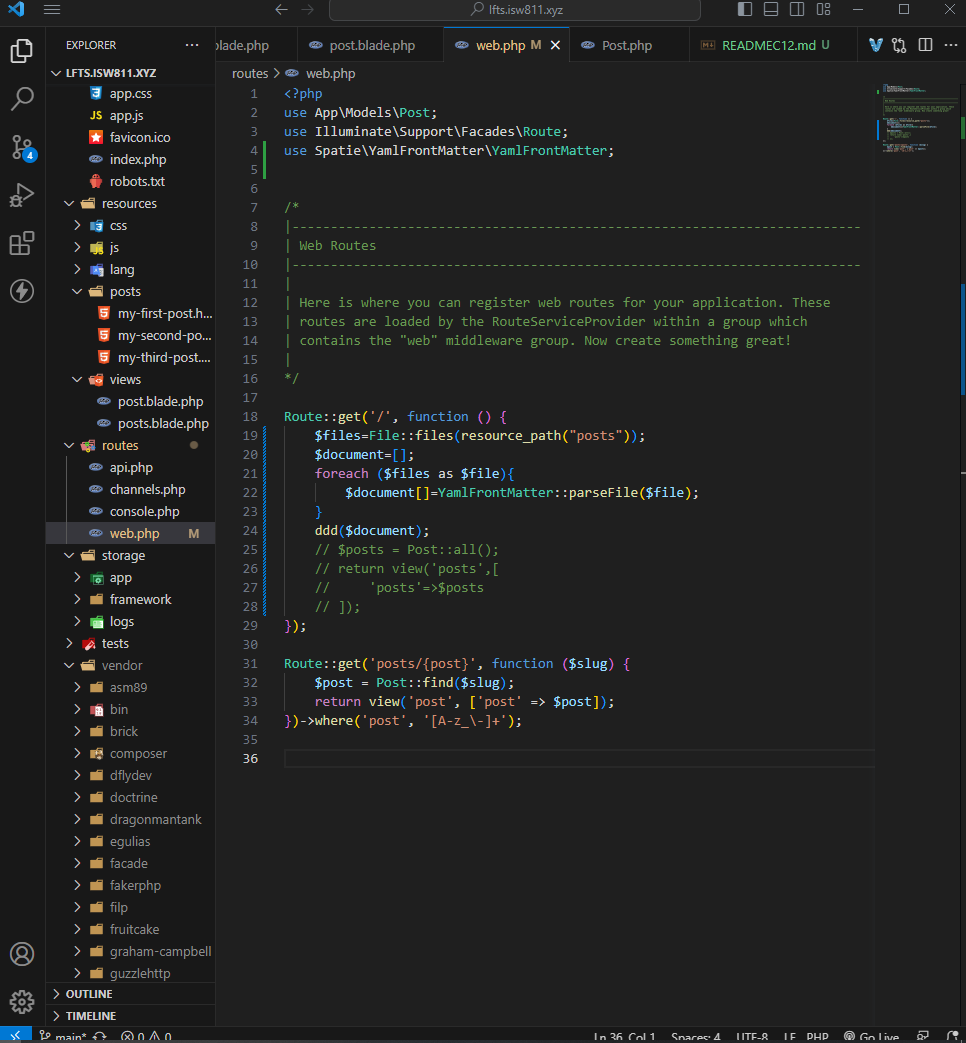 lfts.isw811.xyz
EXPLORER
LFTS.ISW811.XYZ
app.css
JS app.js
favicon.ico
index.php
robots.txt
resources
css
js
lang
posts
my-first-post.h...
my-second-po...
my-third-post....
views
post.blade.php
posts.blade.php
routes
api.php
channels.php
console.php
web.php M
storage
app
framework
logs
tests
vendor
asm89
bin
brick
composer
dflydev
doctrine
dragonmantank
egulias
facade
fakerphp
filp
fruitcake
graham-campbell
guzzlehttp
OUTLINE
TIMELINE
4
lade.php
post.blade.php
web.php M
Post.php
READMEC12.md U
routes > web.php
1 <?php
2 use App\Models\Post;
3 use Illuminate\Support\Facades\Route;
4 use Spatie\YamlFrontMatter\YamlFrontMatter;
5
6
7 /*
8 |--------------------------------------------------------------------------
9 | Web Routes
10 |--------------------------------------------------------------------------
11 |
12 | Here is where you can register web routes for your application. These
13 | routes are loaded by the RouteServiceProvider within a group which
14 | contains the "web" middleware group. Now create something great!
15 |
16 */
17
18 Route::get('/', function () {
19     $files=File::files(resource_path("posts"));
20     $document=[];
21     foreach ($files as $file){
22         $document[]=YamlFrontMatter::parseFile($file);
23     }
24     ddd($document);
25     // $posts = Post::all();
26     // return view('posts',[
27     //     'posts'=>$posts
28     // ]);
29 });
30
31 Route::get('posts/{post}', function ($slug) {
32     $post = Post::find($slug);
33     return view('post', ['post' => $post]);
34 })->where('post', '[A-z_\-]+');
35
36
main* 0 0
Ln 36, Col 1 Spaces: 4 UTF-8 LF PHP Go Live